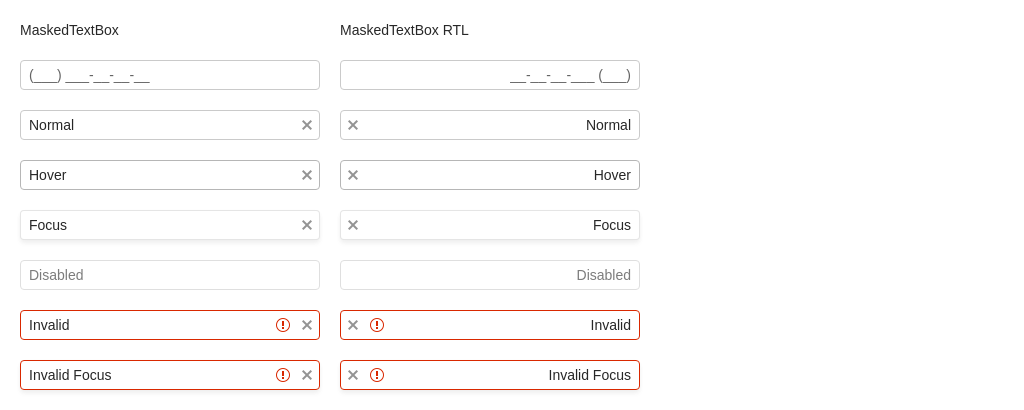 MaskedTextBox
MaskedTextBox RTL
(___) ___-__-__-__
__-__-__-___ (___)
Normal
Normal
Hover
Hover
Focus
Focus
Disabled
Disabled
Invalid
Invalid
Invalid Focus
Invalid Focus